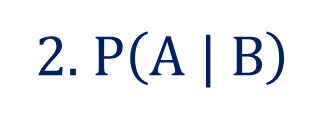 2. P(A | B)